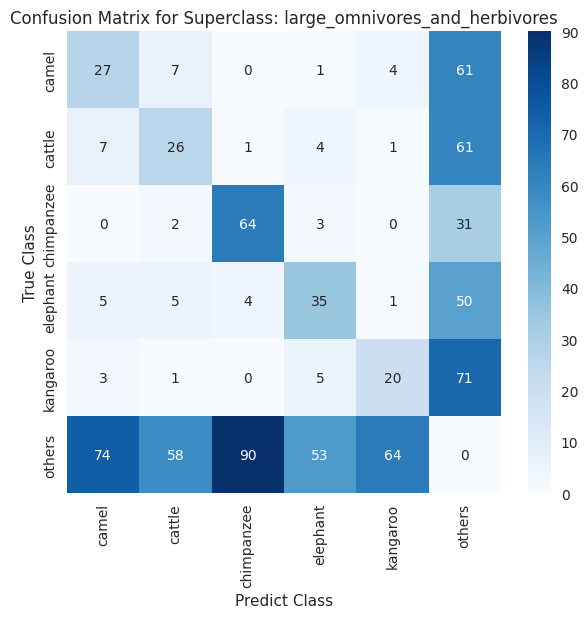 Confusion Matrix for Superclass: large_omnivores_and_herbivores
True Class
camel 27 7 0 1 4 61
cattle 7 26 1 4 1 61
chimpanzee 0 2 64 3 0 31
elephant 5 5 4 35 1 50
kangaroo 3 1 0 5 20 71
others 74 58 90 53 64 0
camel cattle chimpanzee elephant kangaroo others
Predict Class
90
80
70
60
50
40
30
20
10
0